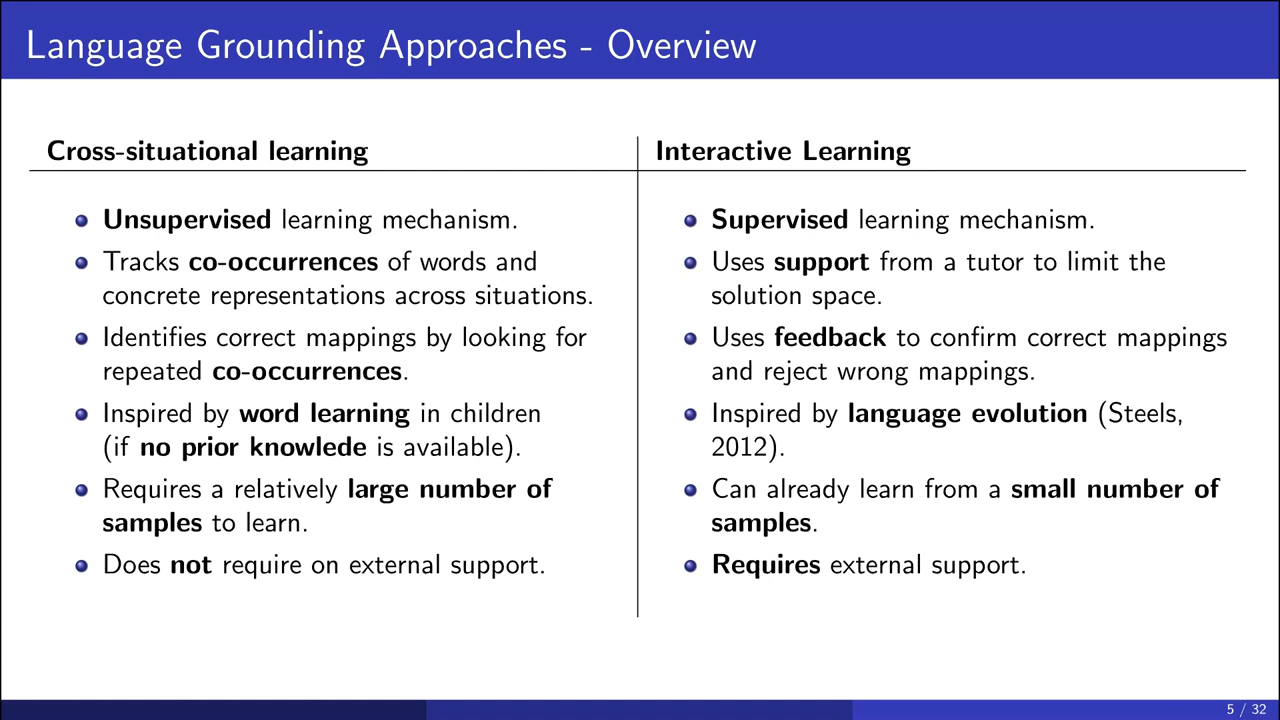 Language Grounding Approaches - Overview
Cross-situational learning
Unsupervised learning mechanism.
Tracks co-occurrences of words and
concrete representations across situations.
Identifies correct mappings by looking for
repeated co-occurrences.
Inspired by word learning in children
(if no prior knowlede is available).
Requires a relatively large number of
samples to learn.
Does not require on external support.
Interactive Learning
Supervised learning mechanism.
Uses support from a tutor to limit the
solution space.
Uses feedback to confirm correct mappings
and reject wrong mappings.
Inspired by language evolution (Steels,
2012).
Can already learn from a small number of
samples.
Requires external support.
5 / 32